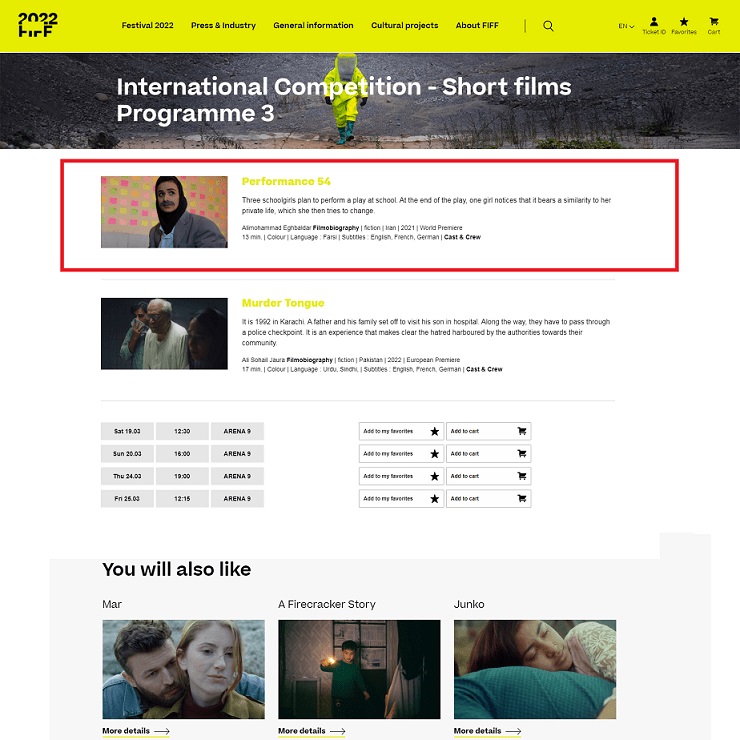 2022
FIFF
Festival 2022
Press & Industry
General information
Cultural projects
About FIFF
EN
Ticket ID
Favorites
Cart
International Competition - Short films
Programme 3
Performance 54
Three schoolgirls plan to perform a play at school. At the end of the play, one girl notices that it bears a similarity to her
private life, which she then tries to change.
Alimohammad Eghbaldar Filmobiography | fiction | Iran | 2021 | World Premiere
13 min. | Colour | Language : Farsi | Subtitles : English, French, German | Cast & Crew
Murder Tongue
It is 1992 in Karachi. A father and his family set off to visit his son in hospital. Along the way, they have to pass through
a police checkpoint. It is an experience that makes clear the hatred harboured by the authorities towards their
community.
Ali Sohail Jaura Filmobiography | fiction | Pakistan | 2022 | European Premiere
17 min. | Colour | Language : Urdu, Sindhi, | Subtitles : English, French, German | Cast & Crew
Sat 19.03 12:30 ARENA 9 Add to my favorites Add to cart
Sun 20.03 16:00 ARENA 9 Add to my favorites Add to cart
Thu 24.03 19:00 ARENA 9 Add to my favorites Add to cart
Fri 25.03 12:15 ARENA 9 Add to my favorites Add to cart
You will also like
Mar
A Firecracker Story
Junko
More details
More details
More details